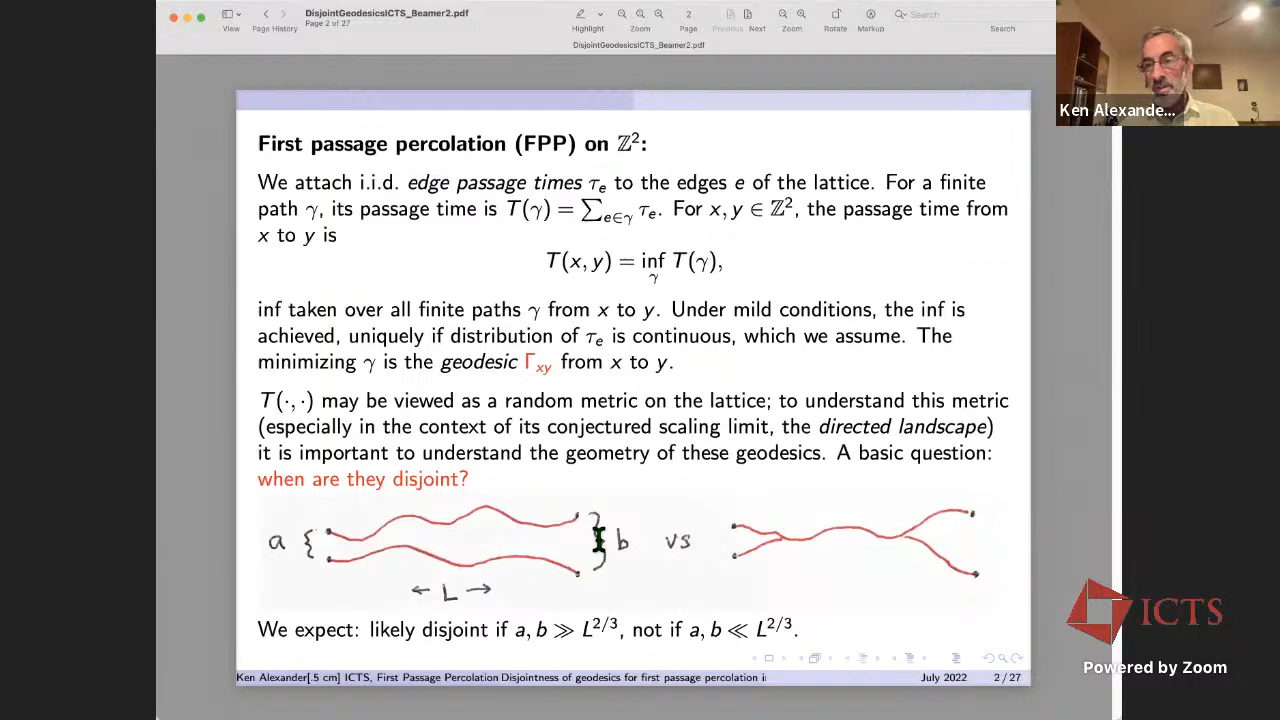 DisjointGeodesicsICTS_Beamer2.pdf
Page 2 of 27
2
Search
View
Page History
Highlight
Zoom
Page
Previous
Next
Zoom
Rotate
Markup
Search
DisjointGeodesicsICTS_Beamer2.pdf
Ken Alexande...
First passage percolation (FPP) on ℤ²:
We attach i.i.d. edge passage times τₑ to the edges e of the lattice. For a finite
path γ, its passage time is T(γ) = ∑_{e∈γ} τₑ. For x, y ∈ ℤ², the passage time from
x to y is
T(x, y) = inf_γ T(γ),
inf taken over all finite paths γ from x to y. Under mild conditions, the inf is
achieved, uniquely if distribution of τₑ is continuous, which we assume. The
minimizing γ is the geodesic Γ_{xy} from x to y.
T(·, ·) may be viewed as a random metric on the lattice; to understand this metric
(especially in the context of its conjectured scaling limit, the directed landscape)
it is important to understand the geometry of these geodesics. A basic question:
when are they disjoint?
a { } b vs
← L →
We expect: likely disjoint if a, b ≫ L^{2/3}, not if a, b ≪ L^{2/3}.
Ken Alexander[.5 cm] ICTS, First Passage Percolation Disjointness of geodesics for first passage percolation i
July 2022
2 / 27
ICTS
Powered by Zoom